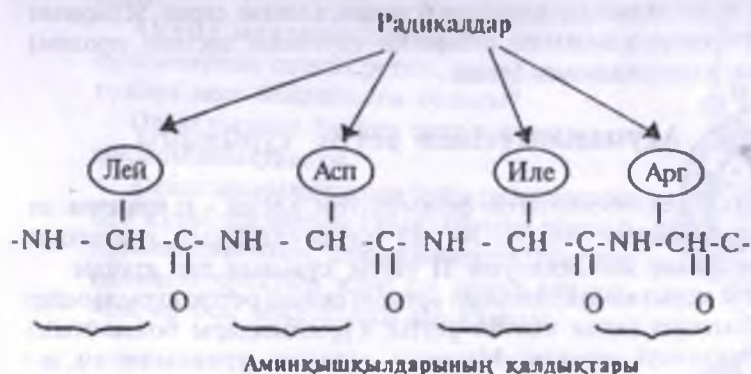 Радикалдар
Лей Асп Иле Арг
-NH - CH -C- NH - CH -C- NH - CH -C- NH-CH-C-
O O O O
Аминқышқылдарының қалдықтары